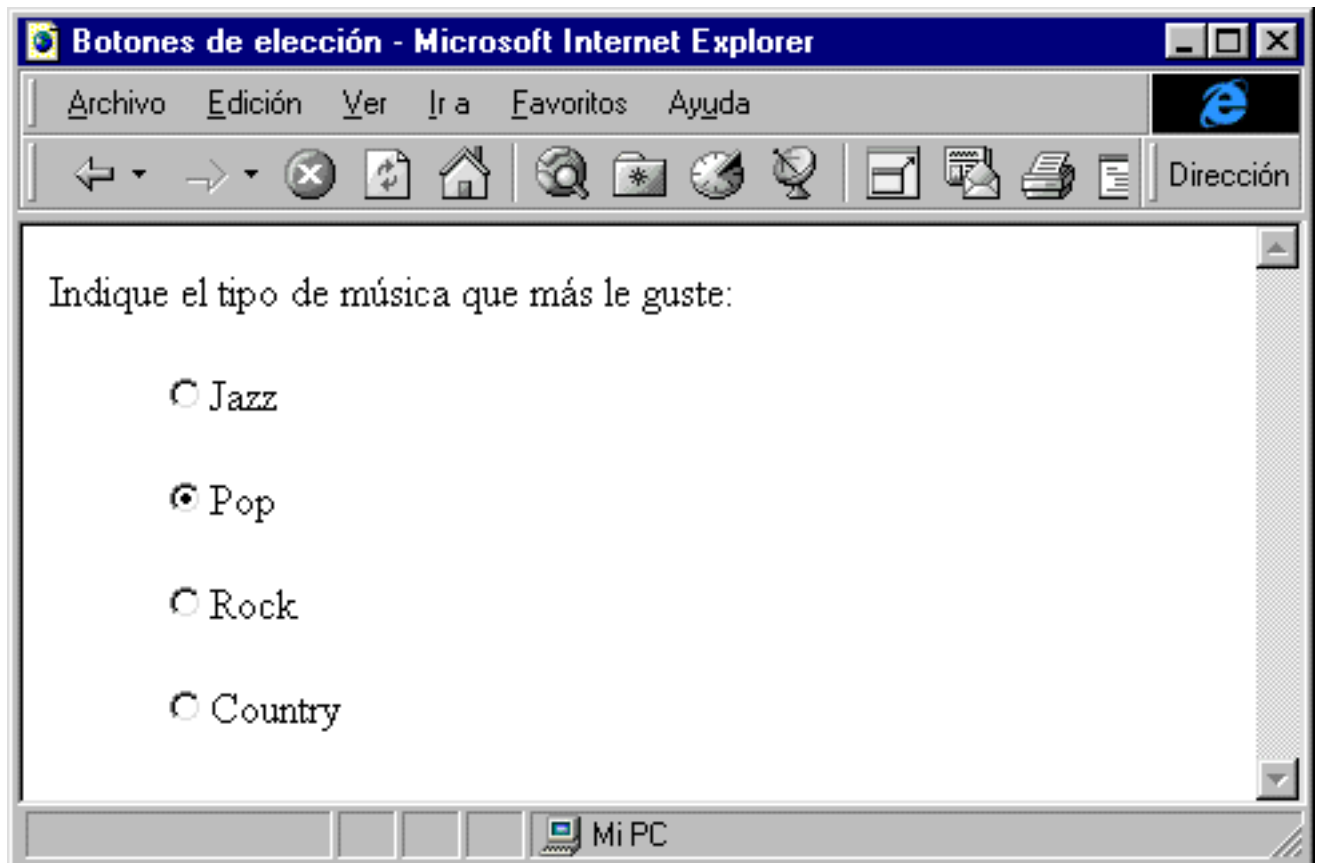 Botones de elección - Microsoft Internet Explorer
Archivo Edición Ver Ir a Favoritos Ayuda
Dirección
Indique el tipo de música que más le guste:
Jazz
Pop
Rock
Country
Mi PC